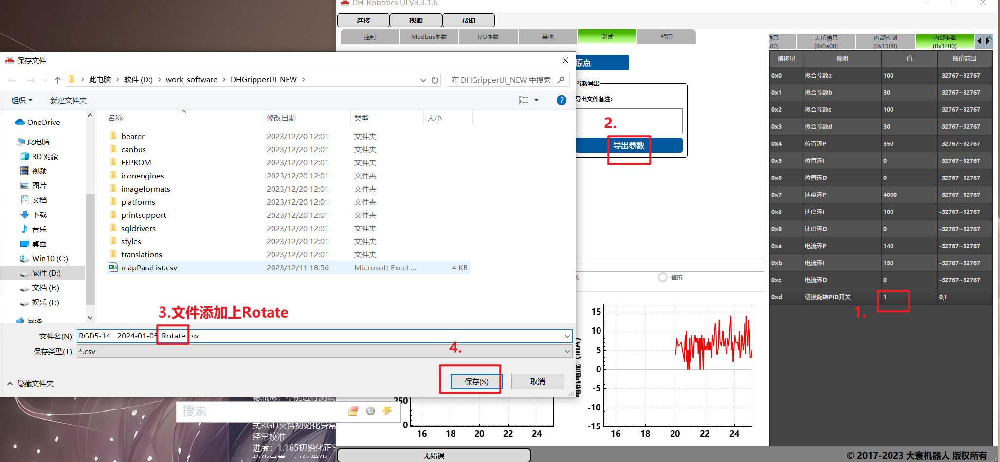 DH-Robotics UI V3.3.1.6
连接 视图 帮助
控制 Modbus参数 I/O参数 其他 测试 暂用
保存文件
此电脑 软件 (D:) work_software DHGripperUI_NEW
在 DHGripperUI_NEW 中搜索
组织 新建文件夹
OneDrive
此电脑
3D 对象
视频
图片
文档
下载
音乐
桌面
Win10 (C:)
软件 (D:)
文档 (E:)
娱乐 (F:)
网络
名称 修改日期 类型 大小
bearer 2023/12/20 12:01 文件夹
canbus 2023/12/20 12:01 文件夹
EEPROM 2023/12/20 12:01 文件夹
iconengines 2023/12/20 12:01 文件夹
imageformats 2023/12/20 12:01 文件夹
platforms 2023/12/20 12:01 文件夹
printsupport 2023/12/20 12:01 文件夹
sqldrivers 2023/12/20 12:01 文件夹
styles 2023/12/20 12:01 文件夹
translations 2023/12/20 12:01 文件夹
mapParaList.csv 2023/12/11 18:56 Microsoft Excel ... 4 KB
3.文件添加上Rotate
文件名(N): RGD5-14__2024-01-05_Rotate.csv
保存类型(T): *.csv
4.
隐藏文件夹
保存(S) 取消
原点
参数导出
导出文件备注:
2.
导出参数
掉落
信息
00)
夹爪信息
(0x0a00)
内部控制
(0x1100)
内部参数
(0x1200)
内
偏移量 说明 值 取值范围
0x0 拟合参数a 100 -32767~32767
0x1 拟合参数b 30 -32767~32767
0x2 拟合参数c 100 -32767~32767
0x3 拟合参数d 30 -32767~32767
0x4 位置环P 350 -32767~32767
0x5 位置环I 0 -32767~32767
0x6 位置环D 0 -32767~32767
0x7 速度环P 4000 -32767~32767
0x8 速度环I 100 -32767~32767
0x9 速度环D 0 -32767~32767
0xa 电流环P 140 -32767~32767
0xb 电流环I 150 -32767~32767
0xc 电流环D 0 -32767~32767
0xd 切换旋转PID开关 1 0,1
1.
电机电流 (mA)
15
10
5
0
-5
-10
-15
16 18 20 22 24
250
0
16 18 20 22 24
搜索
式RGD夹持初始化异常
经常校准
进度：1.165初始化正常
无错误
© 2017-2023 大寰机器人 版权所有